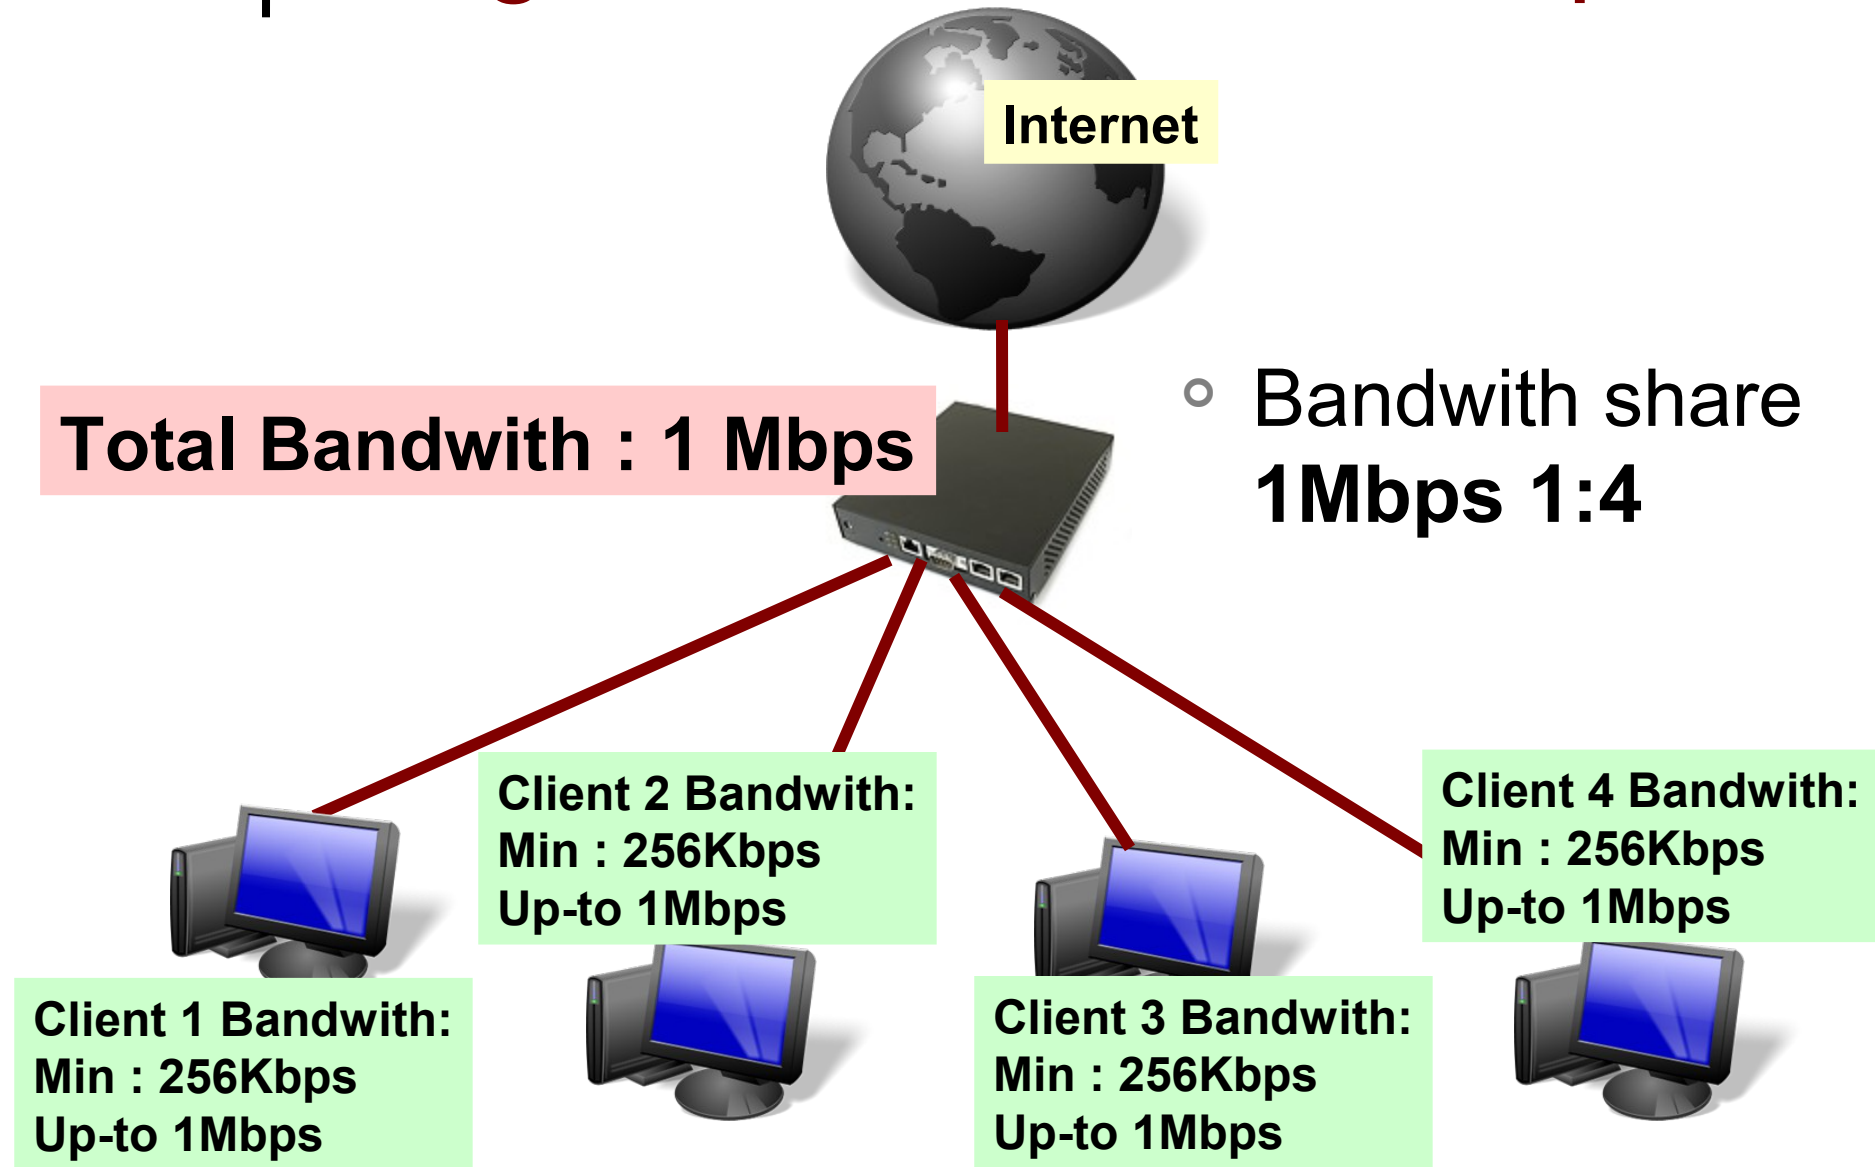 Internet
Total Bandwith : 1 Mbps
Bandwith share
1Mbps 1:4
Client 2 Bandwith:
Min : 256Kbps
Up-to 1Mbps
Client 4 Bandwith:
Min : 256Kbps
Up-to 1Mbps
Client 1 Bandwith:
Min : 256Kbps
Up-to 1Mbps
Client 3 Bandwith:
Min : 256Kbps
Up-to 1Mbps